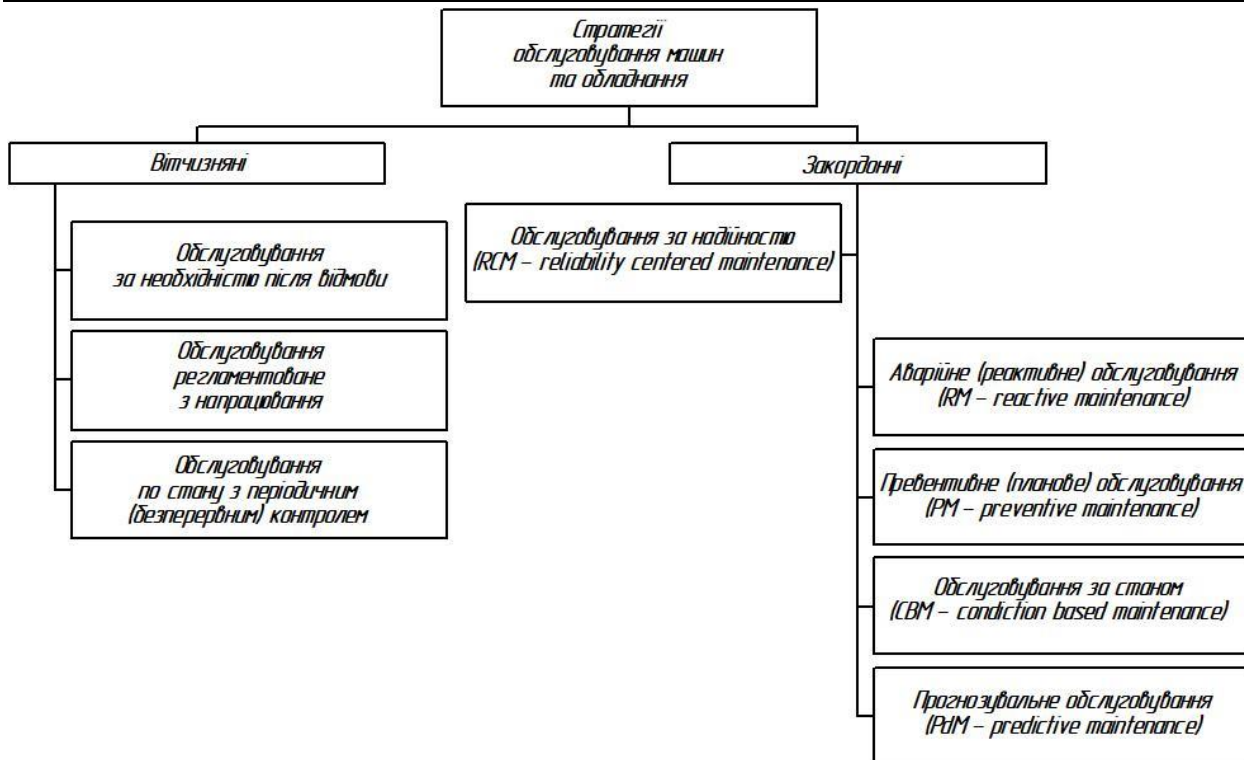 Стратегії
обслуговування машин
та обладнання
Вітчизняні
Закордонні
Обслуговування
за необхідністю після відмови
Обслуговування
регламентоване
з напрацювання
Обслуговування
по стану з періодичним
(безперервним) контролем
Обслуговування за надійностю
(RCM – reliability centered maintenance)
Аварійне (реактивне) обслуговування
(RM – reactive maintenance)
Превентивне (планове) обслуговування
(PM – preventive maintenance)
Обслуговування за станом
(CBM – condiction based maintenance)
Прогнозувальне обслуговування
(PdM – predictive maintenance)